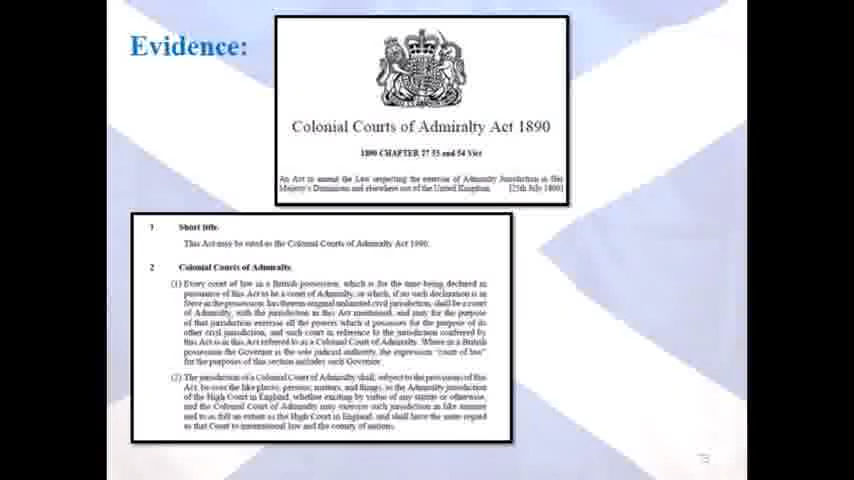 Evidence:
Colonial Courts of Admiralty Act 1890
1890 CHAPTER 27 53 and 54 Vict
An Act to amend the Law respecting the exercise of Admiralty Jurisdiction in Her
Majesty's Dominions and elsewhere out of the United Kingdom. [25th July 1890]
1 Short title.
This Act may be cited as the Colonial Courts of Admiralty Act 1890.
2 Colonial Courts of Admiralty.
(1) Every court of law in a British possession, which is for the time being declared in
pursuance of this Act to be a court of Admiralty, or which, if no such declaration is in
force in the possession, has therein original unlimited civil jurisdiction, shall be a court
of Admiralty, with the jurisdiction in this Act mentioned, and may for the purpose
of that jurisdiction exercise all the powers which it possesses for the purpose of its
other civil jurisdiction, and such court in reference to the jurisdiction conferred by
this Act is in this Act referred to as a Colonial Court of Admiralty. Where in a British
possession the Governor is the sole judicial authority, the expression "court of law"
for the purposes of this section includes such Governor.
(2) The jurisdiction of a Colonial Court of Admiralty shall, subject to the provisions of this
Act, be over the like places, persons, matters, and things, as the Admiralty jurisdiction
of the High Court in England, whether existing by virtue of any statute or otherwise,
and the Colonial Court of Admiralty may exercise such jurisdiction in like manner
and to as full an extent as the High Court in England, and shall have the same regard
as that Court to international law and the comity of nations.